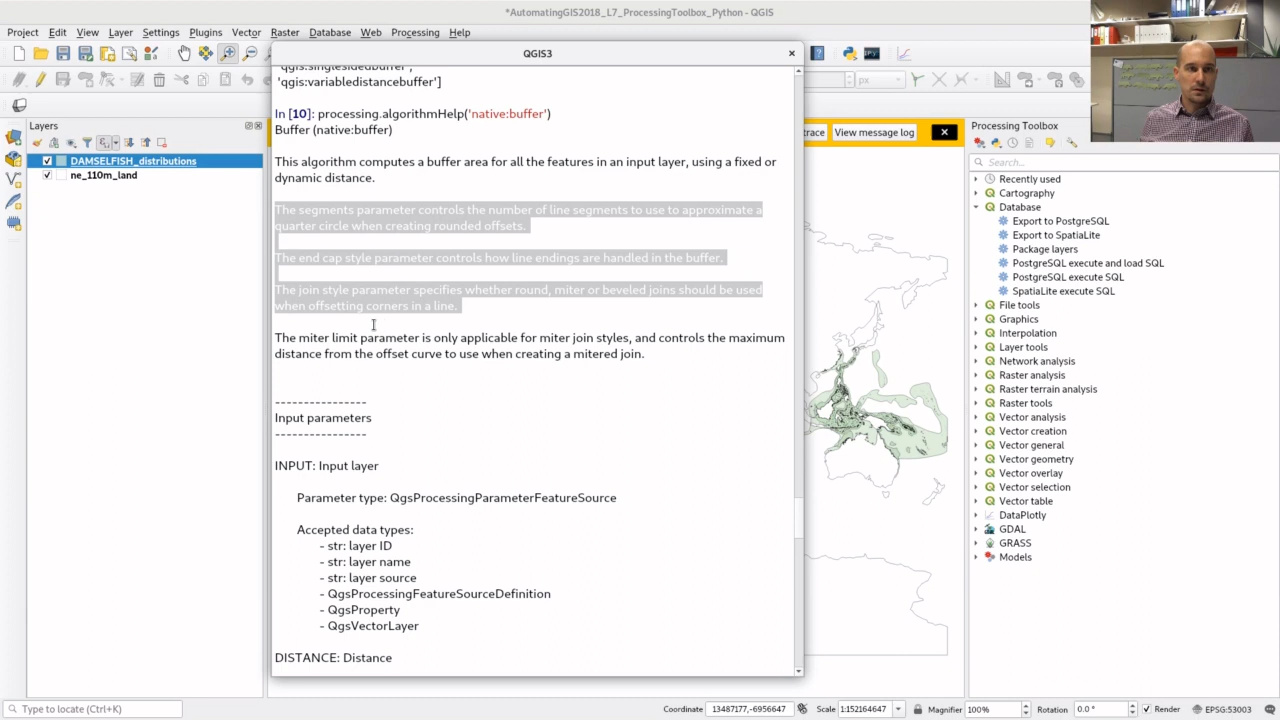 *AutomatingGIS2018_L7_ProcessingToolbox_Python - QGIS
Project Edit View Layer Settings Plugins Vector Raster Database Web Processing Help
QGIS3
px
Layers
DAMSELFISH_distributions
ne_110m_land
'qgis:singlesidedbuffer',
'qgis:variabledistancebuffer']
In [10]: processing.algorithmHelp('native:buffer')
Buffer (native:buffer)
This algorithm computes a buffer area for all the features in an input layer, using a fixed or
dynamic distance.
The segments parameter controls the number of line segments to use to approximate a
quarter circle when creating rounded offsets.
The end cap style parameter controls how line endings are handled in the buffer.
The join style parameter specifies whether round, miter or beveled joins should be used
when offsetting corners in a line.
The miter limit parameter is only applicable for miter join styles, and controls the maximum
distance from the offset curve to use when creating a mitered join.
----------------
Input parameters
----------------
INPUT: Input layer
Parameter type: QgsProcessingParameterFeatureSource
Accepted data types:
- str: layer ID
- str: layer name
- str: layer source
- QgsProcessingFeatureSourceDefinition
- QgsProperty
- QgsVectorLayer
DISTANCE: Distance
trace View message log
Processing Toolbox
Search...
Recently used
Cartography
Database
Export to PostgreSQL
Export to SpatiaLite
Package layers
PostgreSQL execute and load SQL
PostgreSQL execute SQL
SpatiaLite execute SQL
File tools
Graphics
Interpolation
Layer tools
Network analysis
Raster analysis
Raster terrain analysis
Raster tools
Vector analysis
Vector creation
Vector general
Vector geometry
Vector overlay
Vector selection
Vector table
DataPlotly
GDAL
GRASS
Models
Type to locate (Ctrl+K) Coordinate 13487177,-6956647 Scale 1:152164647 Magnifier 100% Rotation 0.0 ° Render EPSG:53003